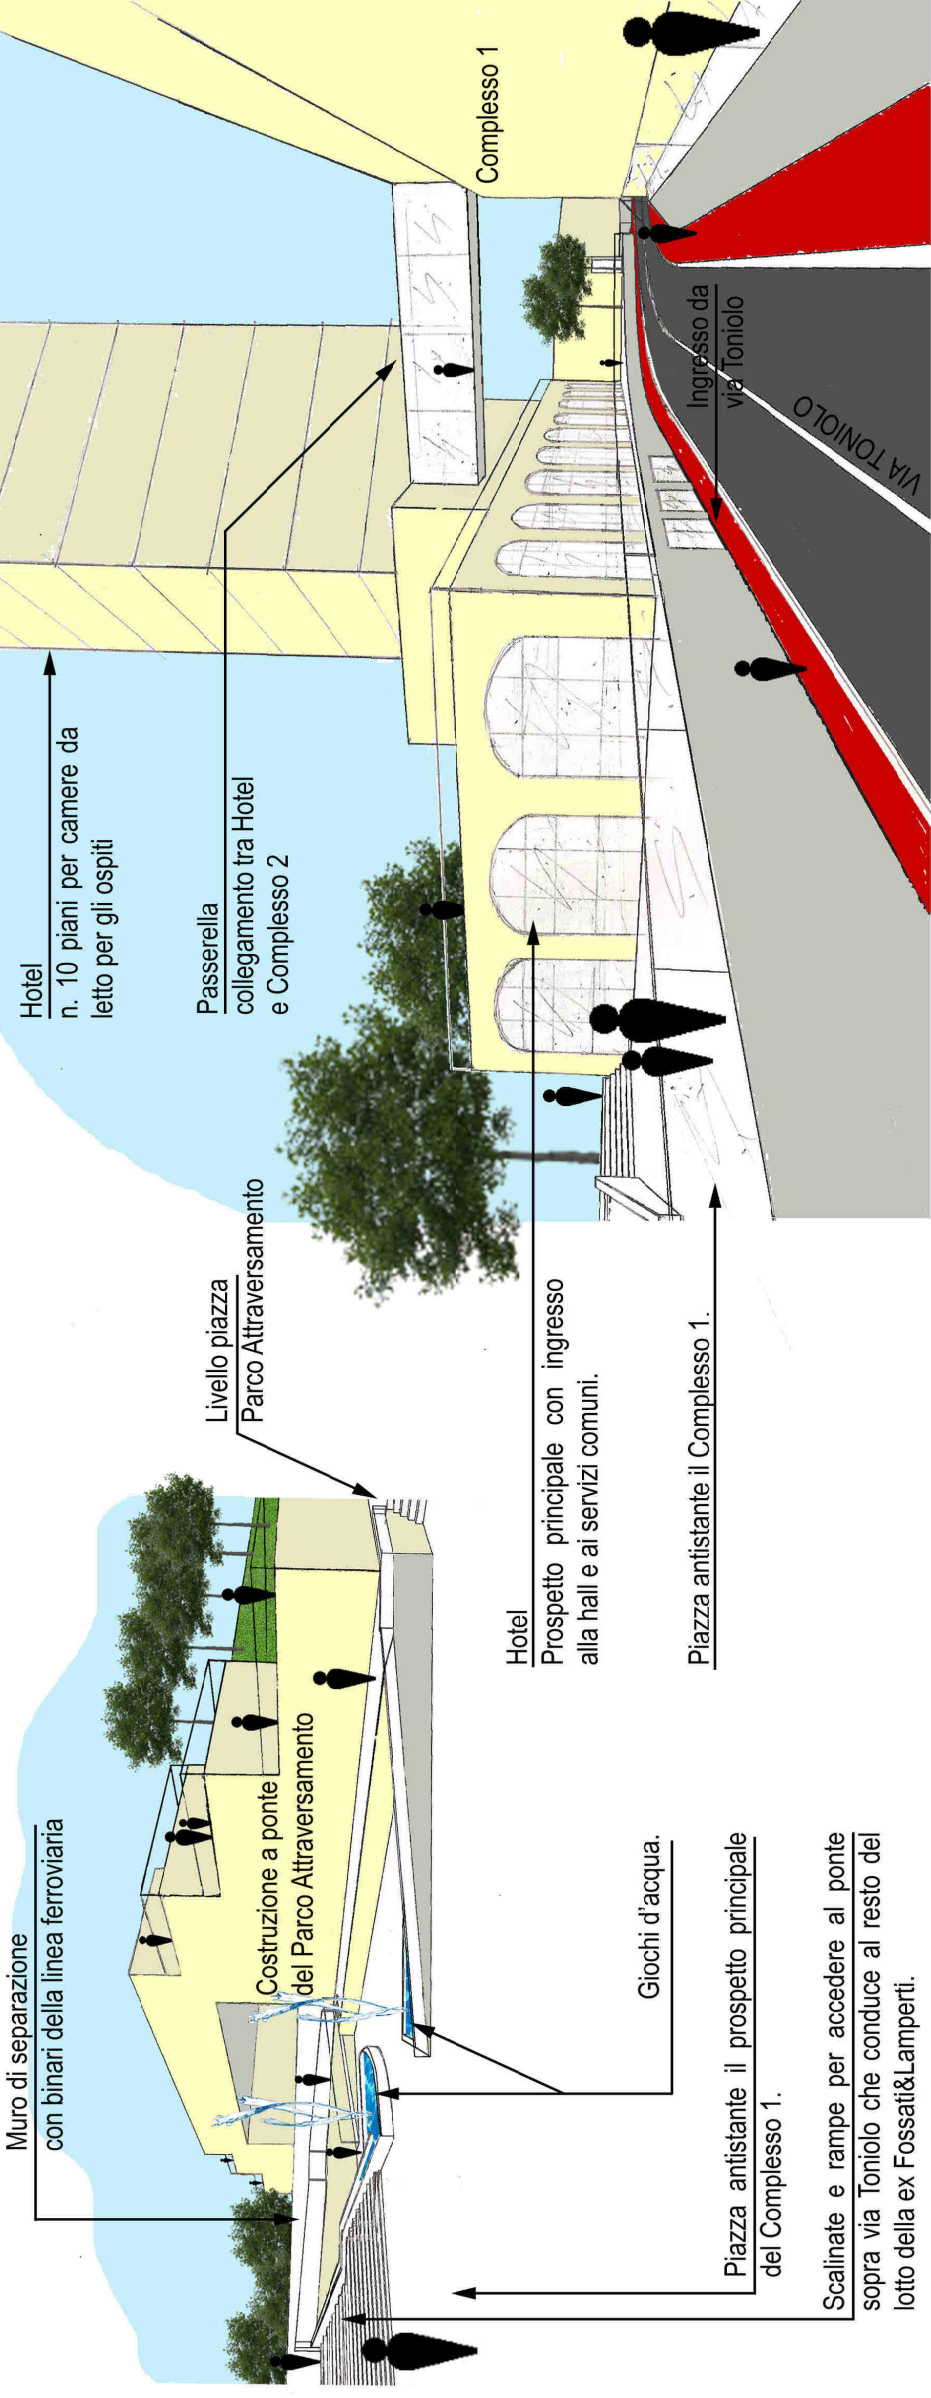 Muro di separazione
con binari della linea ferroviaria
Costruzione a ponte
del Parco Attraversamento
Livello piazza
Parco Attraversamento
Giochi d'acqua.
Piazza antistante il prospetto principale
del Complesso 1.
Scalinate e rampe per accedere al ponte
sopra via Toniolo che conduce al resto del
lotto della ex Fossati&Lamperti.
Hotel
n. 10 piani per camere da
letto per gli ospiti
Passerella
collegamento tra Hotel
e Complesso 2
Complesso 1
Hotel
Prospetto principale con ingresso
alla hall e ai servizi comuni.
Piazza antistante il Complesso 1.
Ingresso da
via Toniolo
VIA TONIOLO